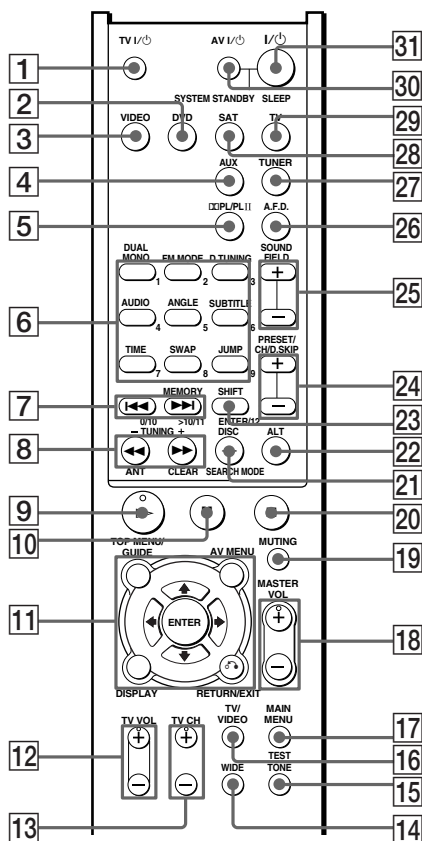 TV I/⏻ AV I/⏻ I/⏻
31
1
30
SYSTEM STANDBY SLEEP
2
VIDEO DVD SAT TV
29
3
28
AUX TUNER
4
27
PL/PL II A.F.D.
5
26
DUAL MONO 1 FM MODE 2 D.TUNING 3 SOUND FIELD
+
25
6
AUDIO 4 ANGLE 5 SUBTITLE 6
−
TIME 7 SWAP 8 JUMP 9 PRESET/CH/D.SKIP
+
24
MEMORY SHIFT
7
−
0/10 >10/11 ENTER/12
23
− TUNING + DISC ALT
8
22
ANT CLEAR SEARCH MODE
21
9
20
10
TOP MENU/GUIDE AV MENU MUTING
19
MASTER VOL
+
11
ENTER
18
−
DISPLAY RETURN/EXIT
TV VOL TV CH TV/VIDEO MAIN MENU
17
+ +
12
16
WIDE TEST TONE
− −
15
13
14